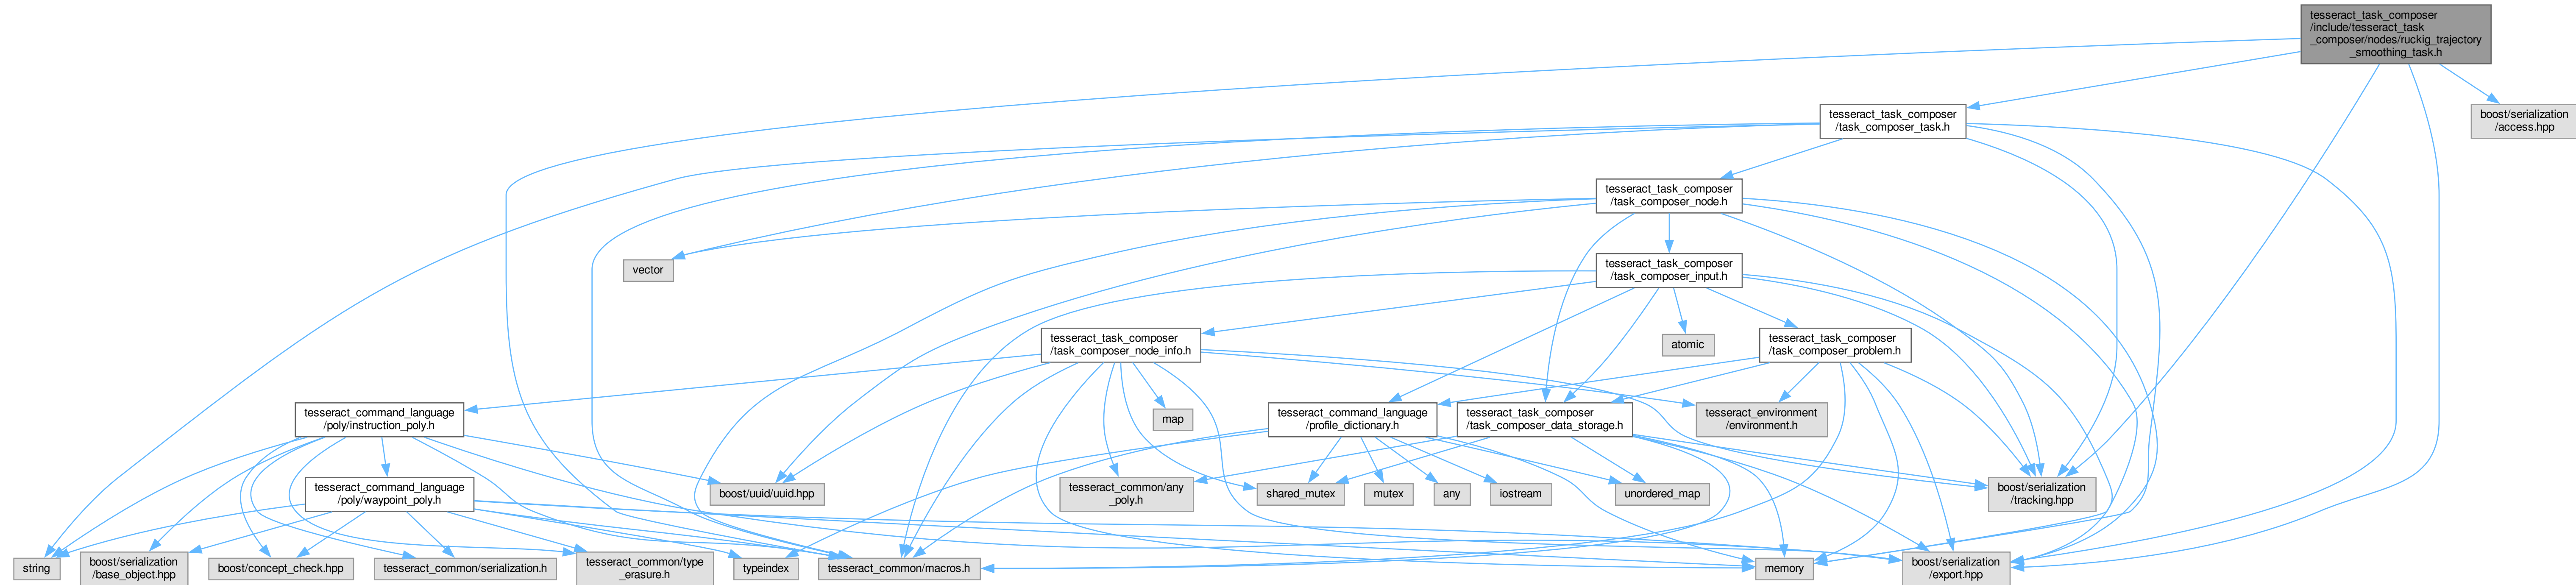 tesseract_task_composer
/include/tesseract_task
_composer/nodes/ruckig_trajectory
_smoothing_task.h
tesseract_task_composer
/task_composer_task.h
boost/serialization
/access.hpp
tesseract_task_composer
/task_composer_node.h
vector
tesseract_task_composer
/task_composer_input.h
tesseract_task_composer
/task_composer_node_info.h
atomic
tesseract_task_composer
/task_composer_problem.h
tesseract_command_language
/poly/instruction_poly.h
map
tesseract_command_language
/profile_dictionary.h
tesseract_task_composer
/task_composer_data_storage.h
tesseract_environment
/environment.h
tesseract_command_language
/poly/waypoint_poly.h
boost/uuid/uuid.hpp
tesseract_common/any
_poly.h
shared_mutex
mutex
any
iostream
unordered_map
boost/serialization
/tracking.hpp
string
boost/serialization
/base_object.hpp
boost/concept_check.hpp
tesseract_common/serialization.h
tesseract_common/type
_erasure.h
typeindex
tesseract_common/macros.h
memory
boost/serialization
/export.hpp